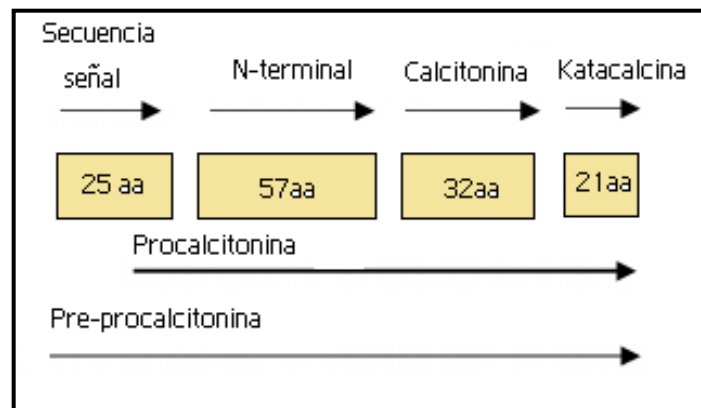 Secuencia
señal N-terminal Calcitonina Katacalcina
25 aa 57aa 32aa 21aa
Procalcitonina
Pre-procalcitonina